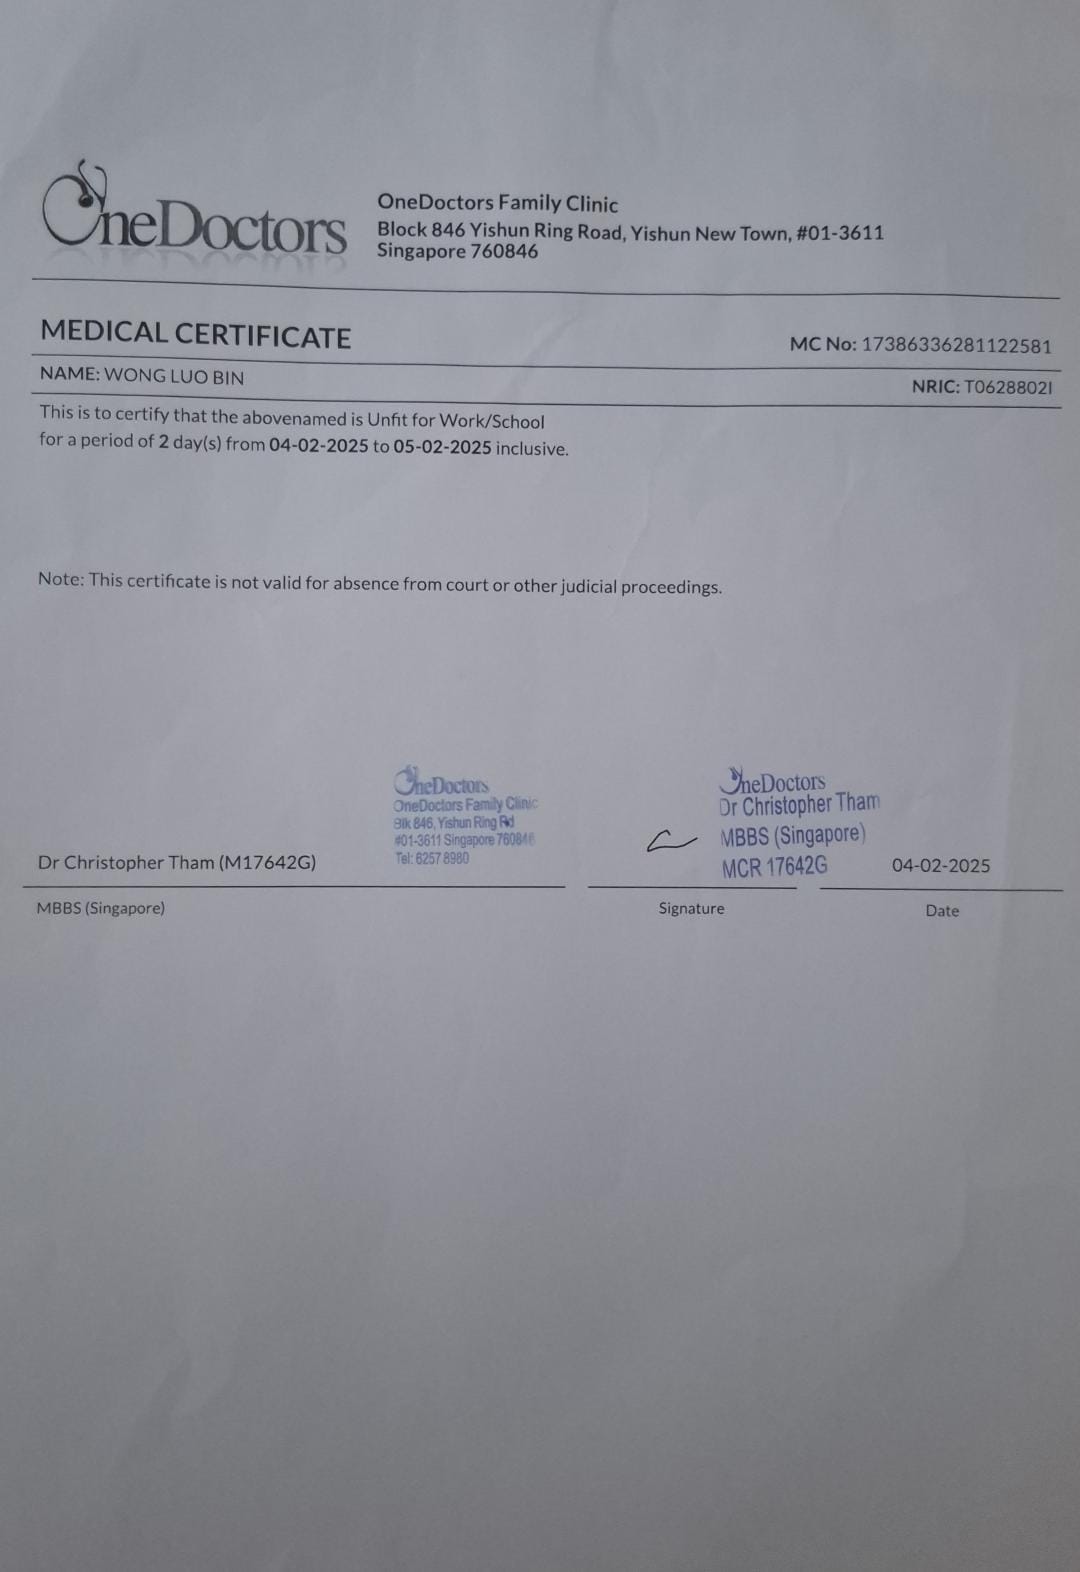 OneDoctors
OneDoctors Family Clinic
Block 846 Yishun Ring Road, Yishun New Town, #01-3611
Singapore 760846
MEDICAL CERTIFICATE
MC No: 17386336281122581
NAME: WONG LUO BIN
NRIC: T0628802I
This is to certify that the abovenamed is Unfit for Work/School
for a period of 2 day(s) from 04-02-2025 to 05-02-2025 inclusive.
Note: This certificate is not valid for absence from court or other judicial proceedings.
OneDoctors
OneDoctors Family Clinic
Blk 846, Yishun Ring Rd
#01-3611 Singapore 760846
Tel: 6257 8980
OneDoctors
Dr Christopher Tham
MBBS (Singapore)
MCR 17642G
Dr Christopher Tham (M17642G)
04-02-2025
MBBS (Singapore)
Signature
Date